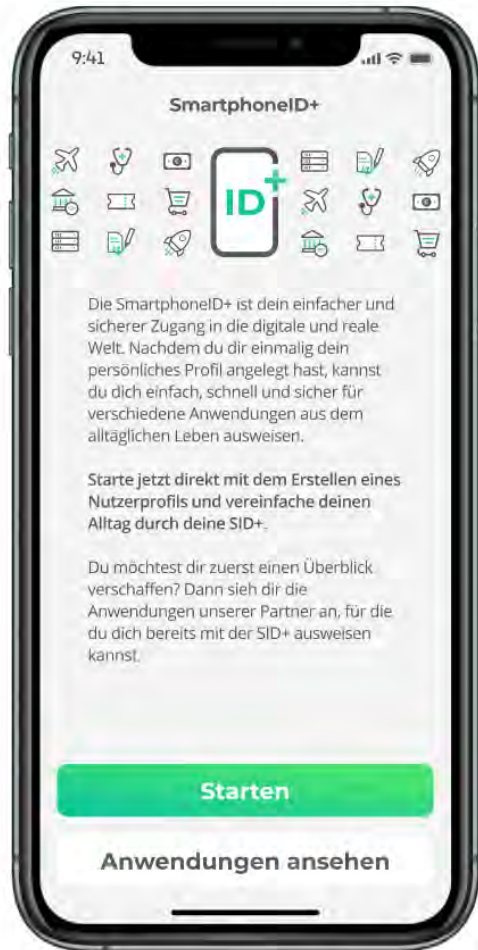 9:41
SmartphoneID+
ID+
Die SmartphoneID+ ist dein einfacher und
sicherer Zugang in die digitale und reale
Welt. Nachdem du dir einmalig dein
persönliches Profil angelegt hast, kannst
du dich einfach, schnell und sicher für
verschiedene Anwendungen aus dem
alltäglichen Leben ausweisen.
Starte jetzt direkt mit dem Erstellen eines
Nutzerprofils und vereinfache deinen
Alltag durch deine SID+.
Du möchtest dir zuerst einen Überblick
verschaffen? Dann sieh dir die
Anwendungen unserer Partner an, für die
du dich bereits mit der SID+ ausweisen
kannst.
Starten
Anwendungen ansehen